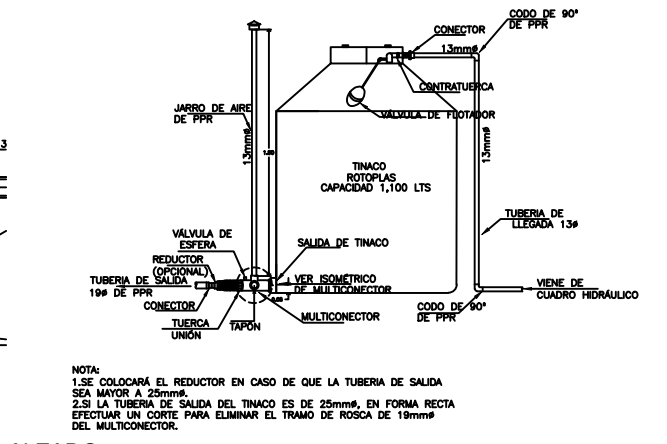 CODO DE 90°
DE PPR
CONECTOR
13mmø
CONTRATUERCA
JARRO DE AIRE
DE PPR
VÁLVULA DE FLOTADOR
13mmø
13mmø
3
TINACO
ROTOPLAS
CAPACIDAD 1,100 LTS
TUBERIA DE
LLEGADA 13ø
VÁLVULA DE
ESFERA
SALIDA DE TINACO
REDUCTOR
(OPCIONAL)
TUBERIA DE SALIDA
19ø DE PPR
VER ISOMÉTRICO
DE MULTICONECTOR
VIENE DE
CUADRO HIDRÁULICO
CONECTOR
CODO DE 90°
DE PPR
MULTICONECTOR
TUERCA
UNIÓN
TAPÓN
NOTA:
1.SE COLOCARÁ EL REDUCTOR EN CASO DE QUE LA TUBERIA DE SALIDA
SEA MAYOR A 25mmø.
2.SI LA TUBERIA DE SALIDA DEL TINACO ES DE 25mmø, EN FORMA RECTA
EFECTUAR UN CORTE PARA ELIMINAR EL TRAMO DE ROSCA DE 19mmø
DEL MULTICONECTOR.